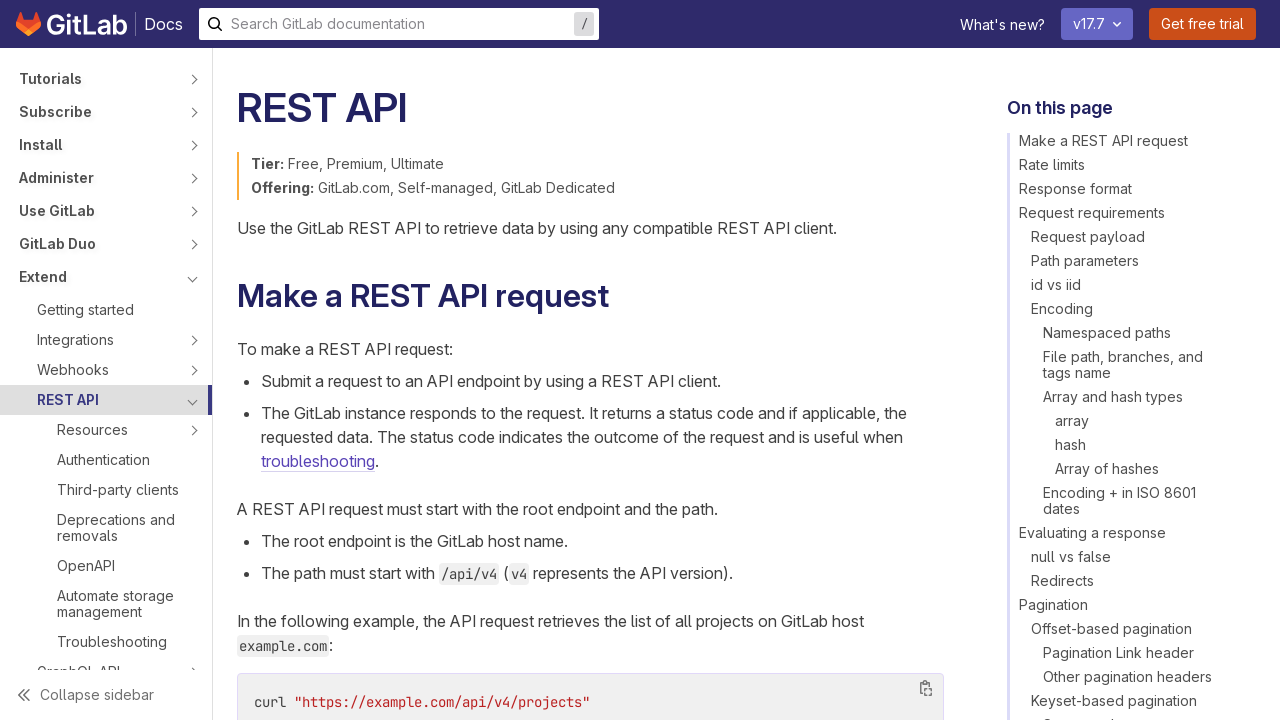 GitLab Docs
Search GitLab documentation
/
What's new?
v17.7
Get free trial
Tutorials
Subscribe
Install
Administer
Use GitLab
GitLab Duo
Extend
Getting started
Integrations
Webhooks
REST API
Resources
Authentication
Third-party clients
Deprecations and
removals
OpenAPI
Automate storage
management
Troubleshooting
GraphQL API
Collapse sidebar
REST API
Tier: Free, Premium, Ultimate
Offering: GitLab.com, Self-managed, GitLab Dedicated
Use the GitLab REST API to retrieve data by using any compatible REST API client.
Make a REST API request
To make a REST API request:
Submit a request to an API endpoint by using a REST API client.
The GitLab instance responds to the request. It returns a status code and if applicable, the
requested data. The status code indicates the outcome of the request and is useful when
troubleshooting.
A REST API request must start with the root endpoint and the path.
The root endpoint is the GitLab host name.
The path must start with /api/v4 (v4 represents the API version).
In the following example, the API request retrieves the list of all projects on GitLab host
example.com:
curl "https://example.com/api/v4/projects"
On this page
Make a REST API request
Rate limits
Response format
Request requirements
Request payload
Path parameters
id vs iid
Encoding
Namespaced paths
File path, branches, and
tags name
Array and hash types
array
hash
Array of hashes
Encoding + in ISO 8601
dates
Evaluating a response
null vs false
Redirects
Pagination
Offset-based pagination
Pagination Link header
Other pagination headers
Keyset-based pagination